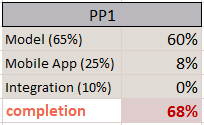 PP1
Model (65%) 60%
Mobile App (25%) 8%
Integration (10%) 0%
completion 68%